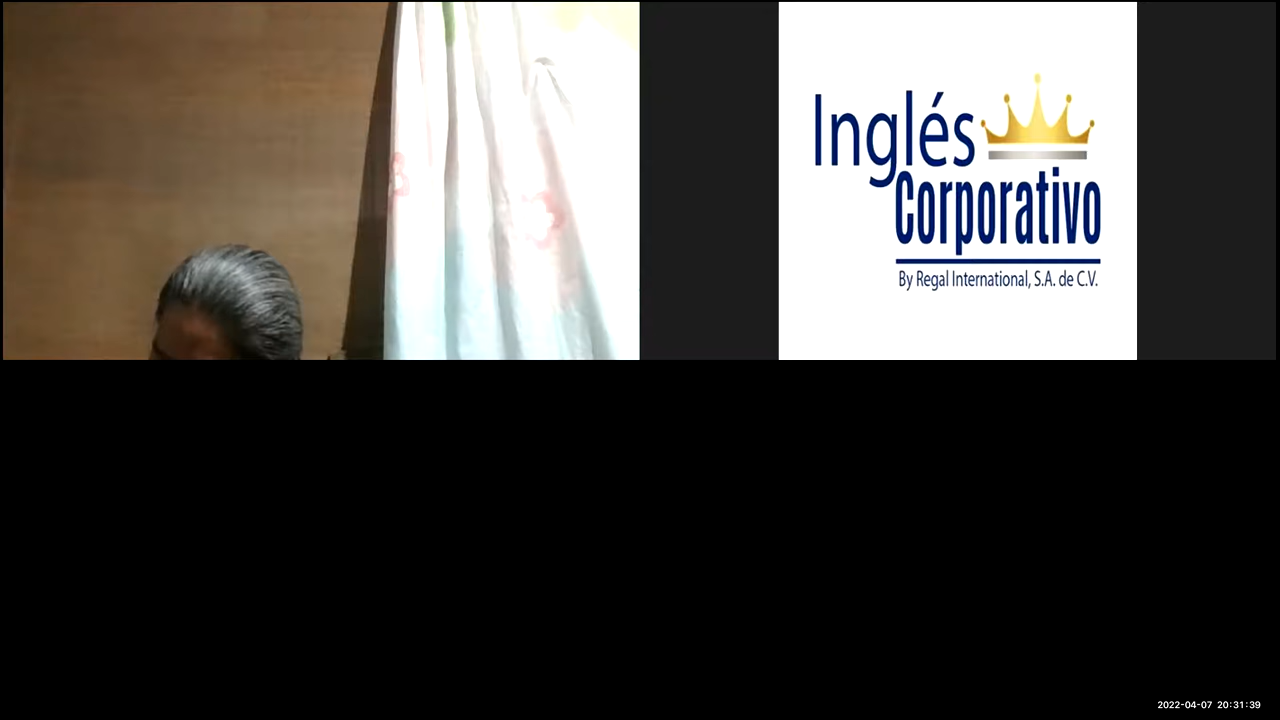 Inglés
Corporativo
By Regal International, S.A. de C.V.
2022-04-07 20:31:39